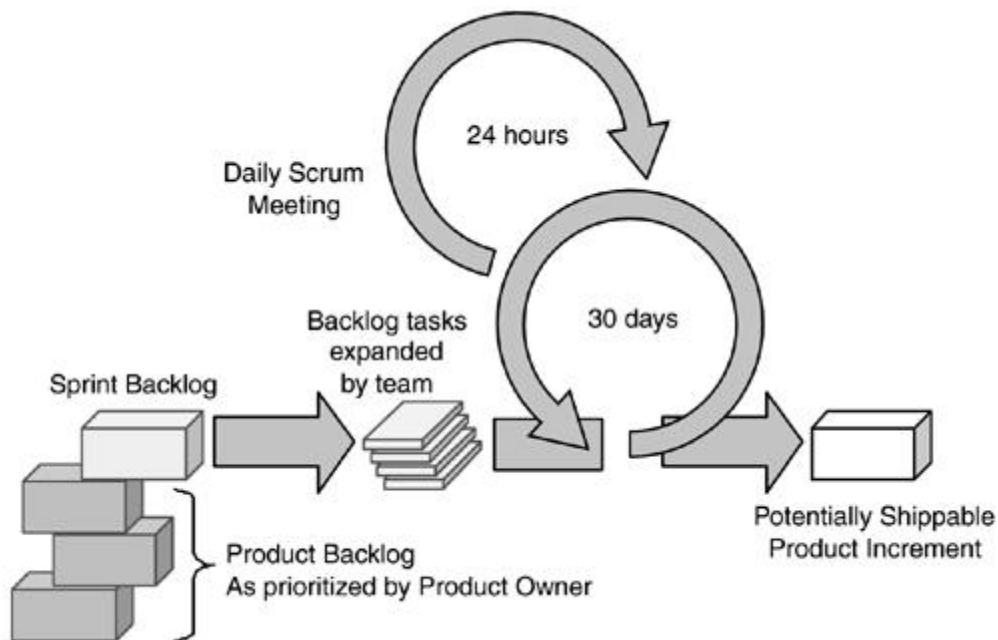 24 hours
Daily Scrum
Meeting
30 days
Backlog tasks
expanded
by team
Sprint Backlog
Potentially Shippable
Product Increment
Product Backlog
As prioritized by Product Owner